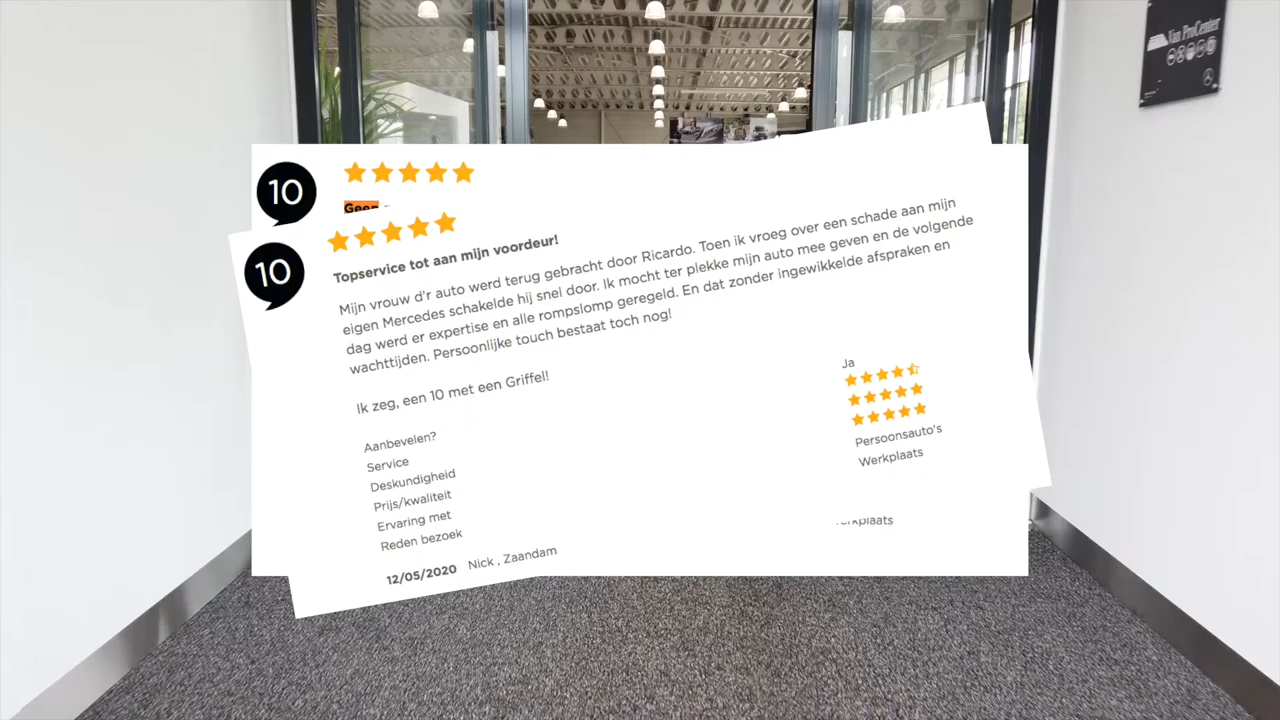 Van ProCenter
10
Geen
10
Topservice tot aan mijn voordeur!
Mijn vrouw d'r auto werd terug gebracht door Ricardo. Toen ik vroeg over een schade aan mijn
eigen Mercedes schakelde hij snel door. Ik mocht ter plekke mijn auto mee geven en de volgende
dag werd er expertise en alle rompslomp geregeld. En dat zonder ingewikkelde afspraken en
wachttijden. Persoonlijke touch bestaat toch nog!
Ik zeg, een 10 met een Griffel!
Aanbevelen? Ja
Service
Deskundigheid
Prijs/kwaliteit
Ervaring met Persoonsauto's
Reden bezoek Werkplaats
12/05/2020 Nick , Zaandam